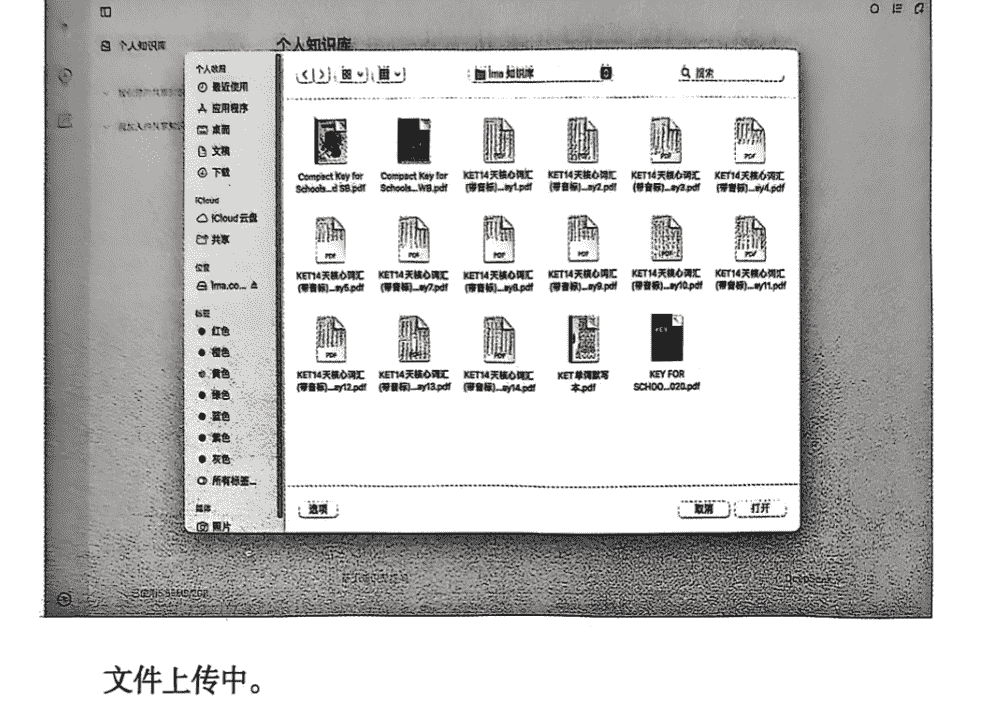 个人知识库
个人知识库
个人收藏
最近使用
应用程序
桌面
文稿
下载
iCloud
iCloud云盘
共享
位置
Ima.co...
标签
红色
橙色
黄色
绿色
蓝色
紫色
灰色
所有标签...
媒体
照片
Ima 知识库
搜索
Compact Key for
Schools...d SB.pdf
Compact Key for
Schools...WB.pdf
KET14天核心词汇
(带音标)...ay1.pdf
KET14天核心词汇
(带音标)...ay2.pdf
KET14天核心词汇
(带音标)...ay3.pdf
KET14天核心词汇
(带音标)...ay4.pdf
KET14天核心词汇
(带音标)...ay5.pdf
KET14天核心词汇
(带音标)...ay7.pdf
KET14天核心词汇
(带音标)...ay8.pdf
KET14天核心词汇
(带音标)...ay9.pdf
KET14天核心词汇
(带音标)...ay10.pdf
KET14天核心词汇
(带音标)...ay11.pdf
KET14天核心词汇
(带音标)...ay12.pdf
KET14天核心词汇
(带音标)...ay13.pdf
KET14天核心词汇
(带音标)...ay14.pdf
KET单词默写
本.pdf
KEY FOR
SCHOO...020.pdf
选项
取消
打开
DeepSeek
文件上传中。